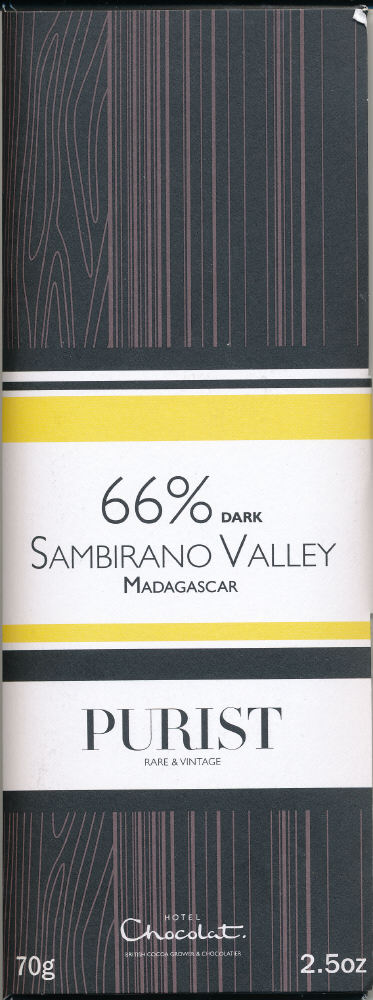 66% DARK
SAMBIRANO VALLEY
MADAGASCAR
PURIST
RARE & VINTAGE
HOTEL
Chocolat.
BRITISH COCOA GROWER & CHOCOLATIER
70g 2.5oz